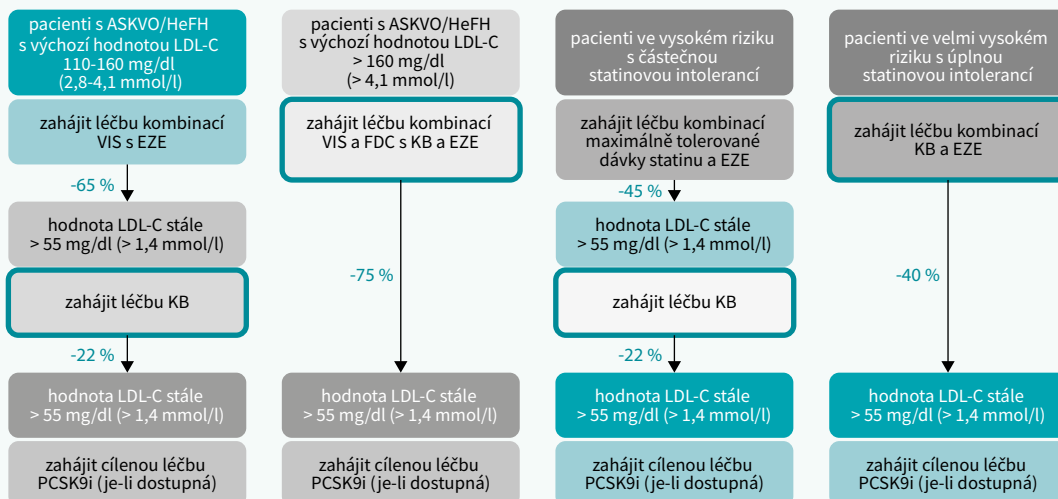 pacienti s ASKVO/HeFH
s výchozí hodnotou LDL-C
110-160 mg/dl
(2,8-4,1 mmol/l)
zahájit léčbu kombinací
VIS s EZE
-65 %
hodnota LDL-C stále
> 55 mg/dl (> 1,4 mmol/l)
zahájit léčbu KB
-22 %
hodnota LDL-C stále
> 55 mg/dl (> 1,4 mmol/l)
zahájit cílenou léčbu
PCSK9i (je-li dostupná)
pacienti s ASKVO/HeFH
s výchozí hodnotou LDL-C
> 160 mg/dl
(> 4,1 mmol/l)
zahájit léčbu kombinací
VIS a FDC s KB a EZE
-75 %
hodnota LDL-C stále
> 55 mg/dl (> 1,4 mmol/l)
zahájit cílenou léčbu
PCSK9i (je-li dostupná)
pacienti ve vysokém riziku
s částečnou
statinovou intolerancí
zahájit léčbu kombinací
maximálně tolerované
dávky statinu a EZE
-45 %
hodnota LDL-C stále
> 55 mg/dl (> 1,4 mmol/l)
zahájit léčbu KB
-22 %
hodnota LDL-C stále
> 55 mg/dl (> 1,4 mmol/l)
zahájit cílenou léčbu
PCSK9i (je-li dostupná)
pacienti ve velmi vysokém
riziku s úplnou
statinovou intolerancí
zahájit léčbu kombinací
KB a EZE
-40 %
hodnota LDL-C stále
> 55 mg/dl (> 1,4 mmol/l)
zahájit cílenou léčbu
PCSK9i (je-li dostupná)